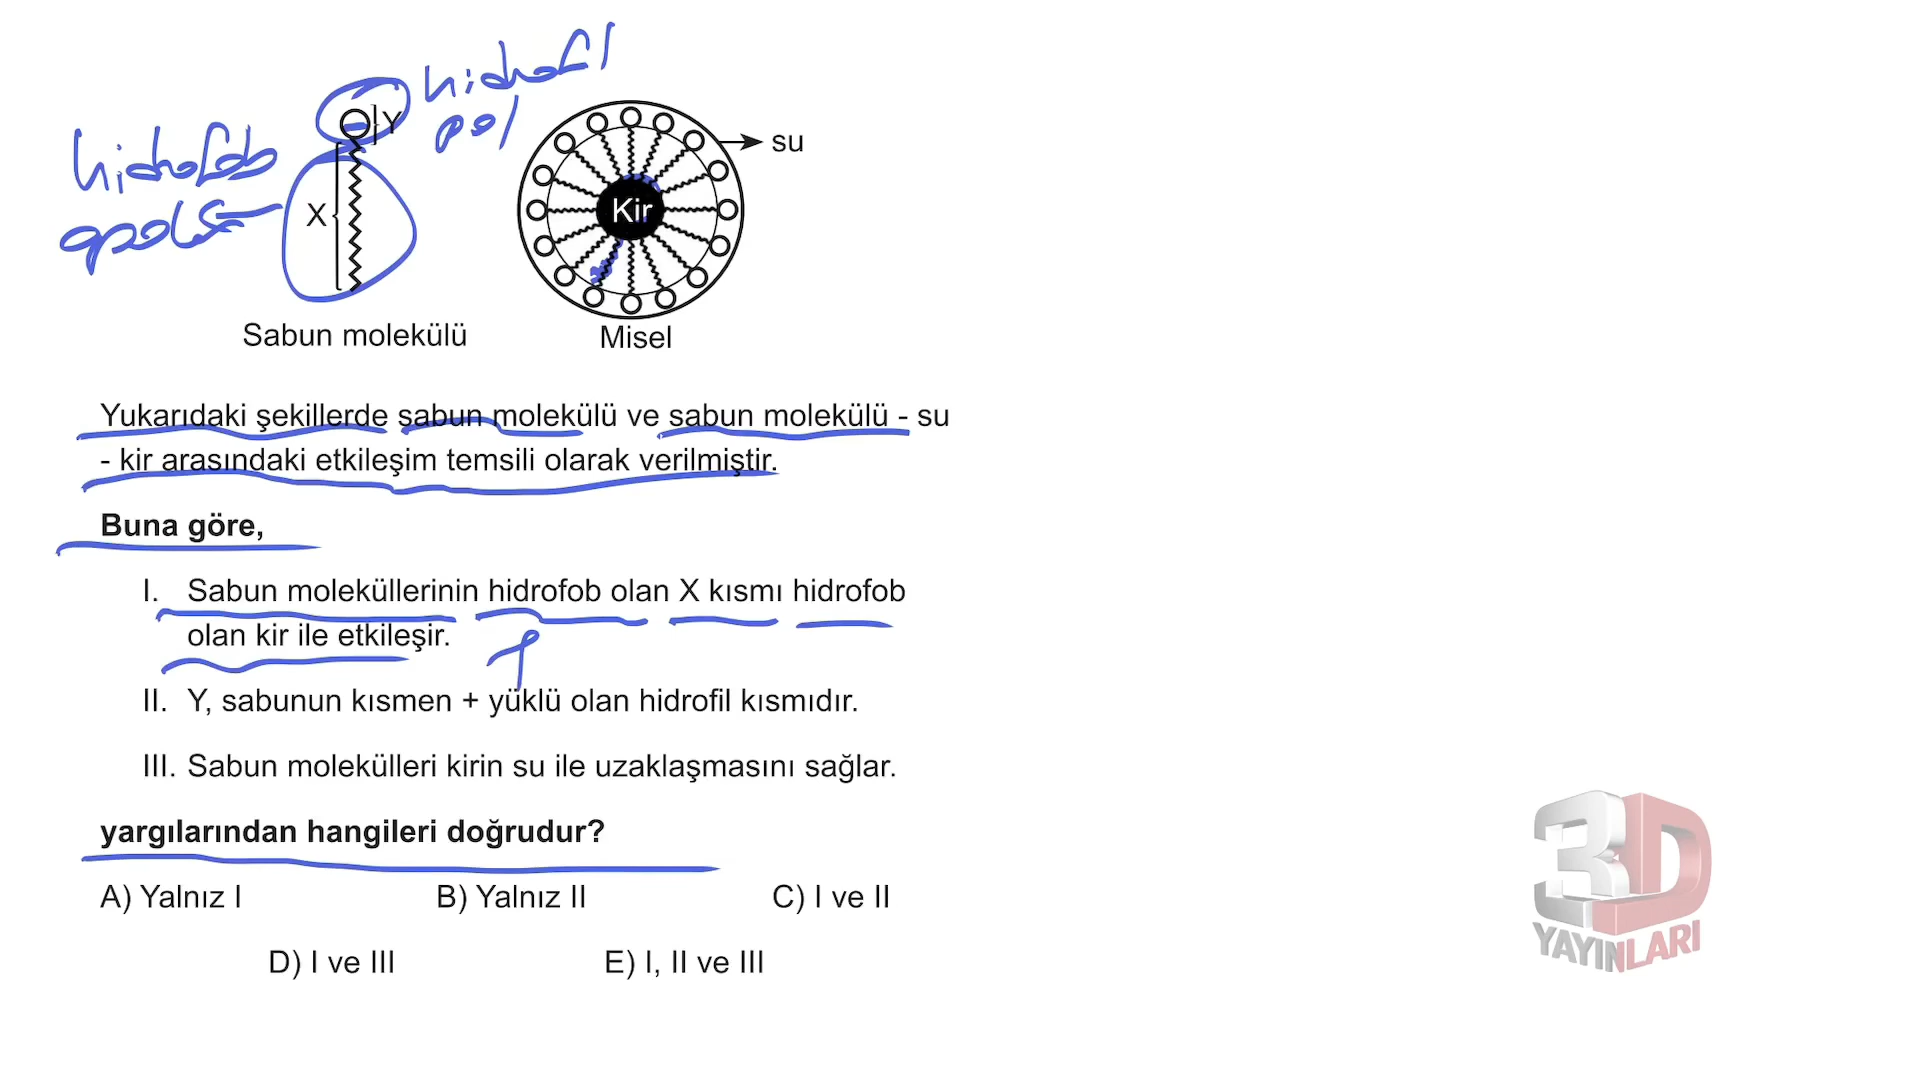 hidrofil
pol
hidrofob
Y
su
X
Kir
Sabun molekülü
Misel
Yukarıdaki şekillerde sabun molekülü ve sabun molekülü - su
- kir arasındaki etkileşim temsili olarak verilmiştir.
Buna göre,
I. Sabun moleküllerinin hidrofob olan X kısmı hidrofob
olan kir ile etkileşir.
II. Y, sabunun kısmen + yüklü olan hidrofil kısmıdır.
III. Sabun molekülleri kirin su ile uzaklaşmasını sağlar.
yargılarından hangileri doğrudur?
A) Yalnız I B) Yalnız II C) I ve II
D) I ve III E) I, II ve III
3D
YAYINLARI